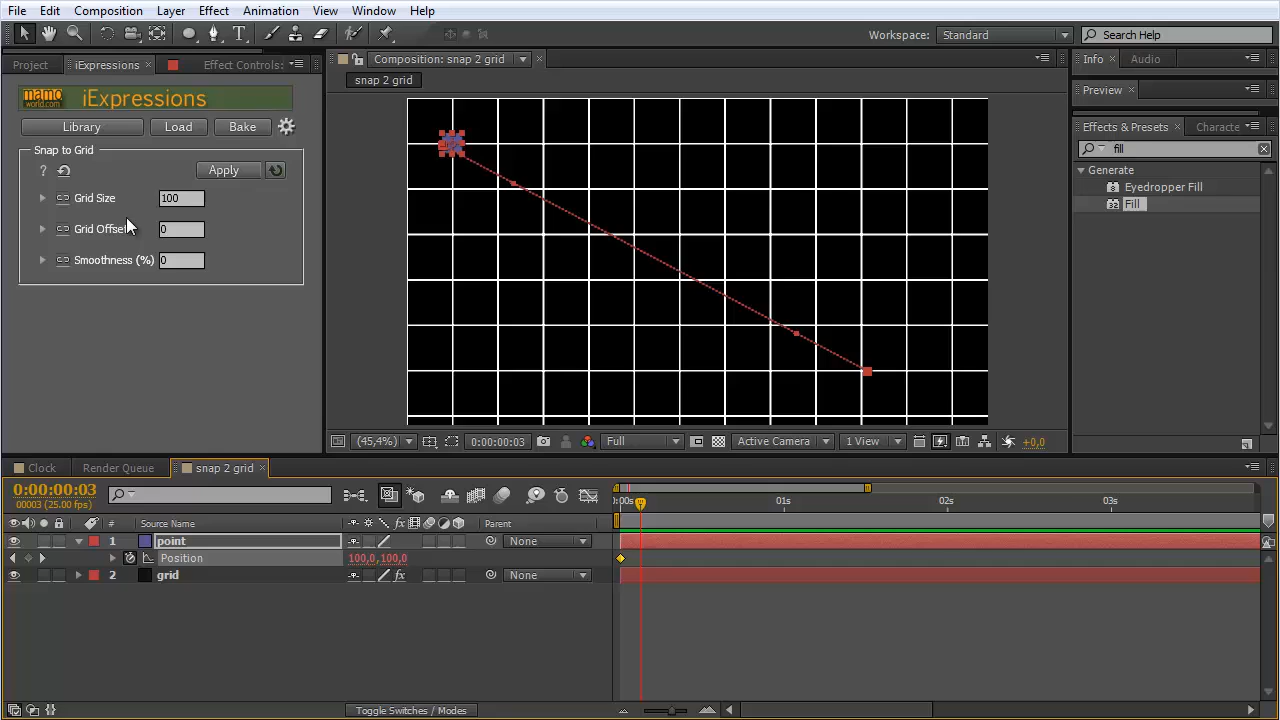 File Edit Composition Layer Effect Animation View Window Help
Workspace: Standard Search Help
Project iExpressions Effect Controls:
Composition: snap 2 grid
Info Audio
snap 2 grid
Preview
mamo
world.com
iExpressions
Library Load Bake
Effects & Presets Characte
fill
Snap to Grid
? Apply
Generate
Eyedropper Fill
Fill
Grid Size 100
Grid Offset 0
Smoothness (%) 0
(45,4%) 0:00:00:03 Full Active Camera 1 View +0,0
Clock Render Queue snap 2 grid
0:00:00:03
00003 (25.00 fps)
):00s 01s 02s 03s
# Source Name Parent
1 point None
Position 100,0,100,0
2 grid None
Toggle Switches / Modes